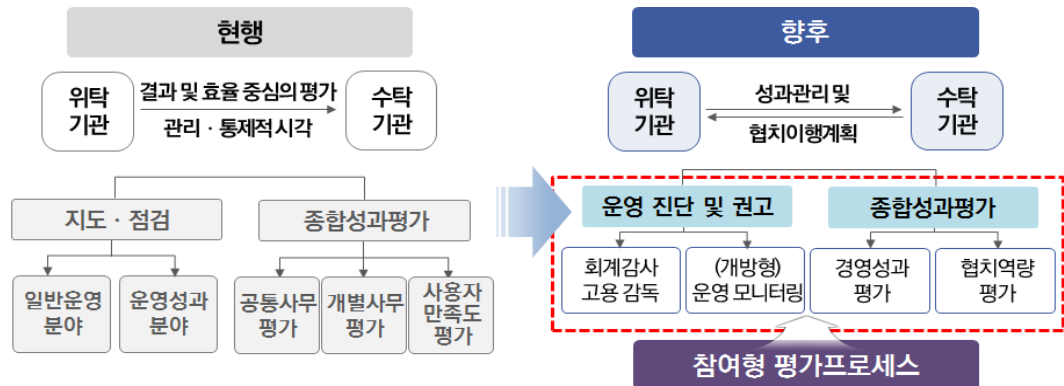 현행
위탁
기관
결과 및 효율 중심의 평가
관리 · 통제적 시각
수탁
기관
지도 · 점검
종합성과평가
일반운영
분야
운영성과
분야
공통사무
평가
개별사무
평가
사용자
만족도
평가
향후
위탁
기관
성과관리 및
협치이행계획
수탁
기관
운영 진단 및 권고
종합성과평가
회계감사
고용 감독
(개방형)
운영 모니터링
경영성과
평가
협치역량
평가
참여형 평가프로세스